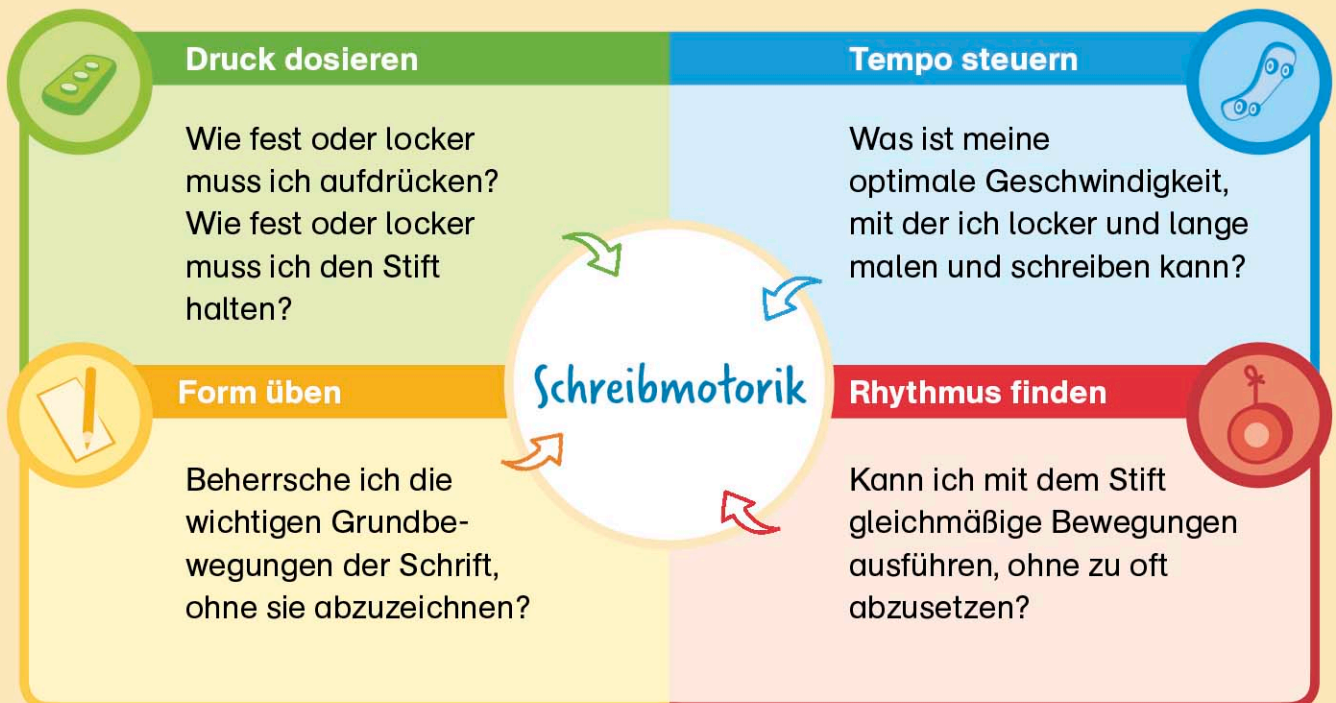 Druck dosieren
Wie fest oder locker
muss ich aufdrücken?
Wie fest oder locker
muss ich den Stift
halten?
Tempo steuern
Was ist meine
optimale Geschwindigkeit,
mit der ich locker und lange
malen und schreiben kann?
Schreibmotorik
Form üben
Beherrsche ich die
wichtigen Grundbe-
wegungen der Schrift,
ohne sie abzuzeichnen?
Rhythmus finden
Kann ich mit dem Stift
gleichmäßige Bewegungen
ausführen, ohne zu oft
abzusetzen?